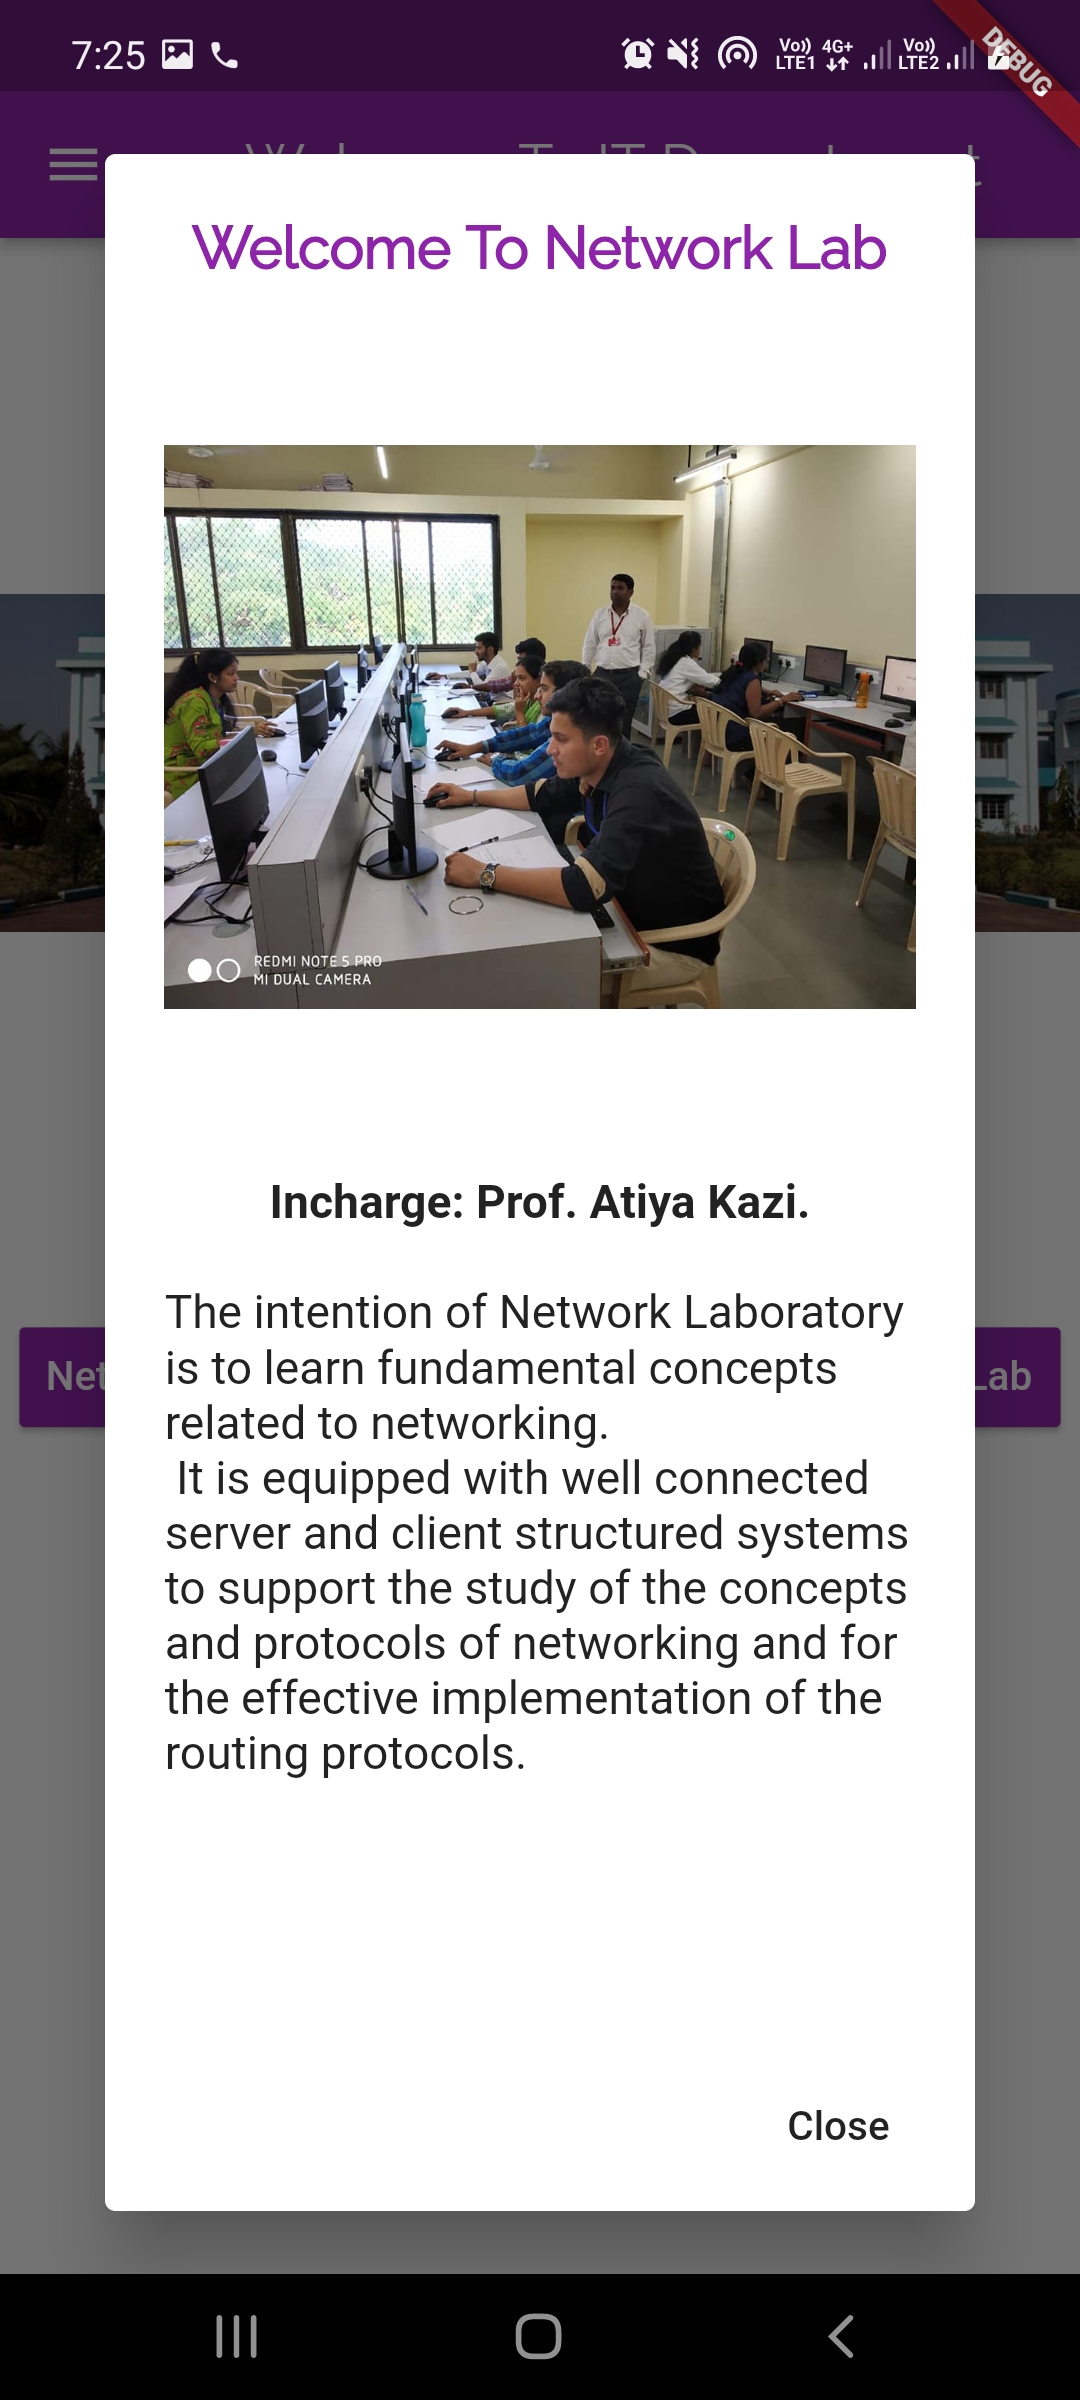 7:25
Vo)) LTE1 4G+ Vo)) LTE2
DEBUG
Welcome To Network Lab
REDMI NOTE 5 PRO
MI DUAL CAMERA
Incharge: Prof. Atiya Kazi.
The intention of Network Laboratory
is to learn fundamental concepts
related to networking.
It is equipped with well connected
server and client structured systems
to support the study of the concepts
and protocols of networking and for
the effective implementation of the
routing protocols.
Net
Lab
Close